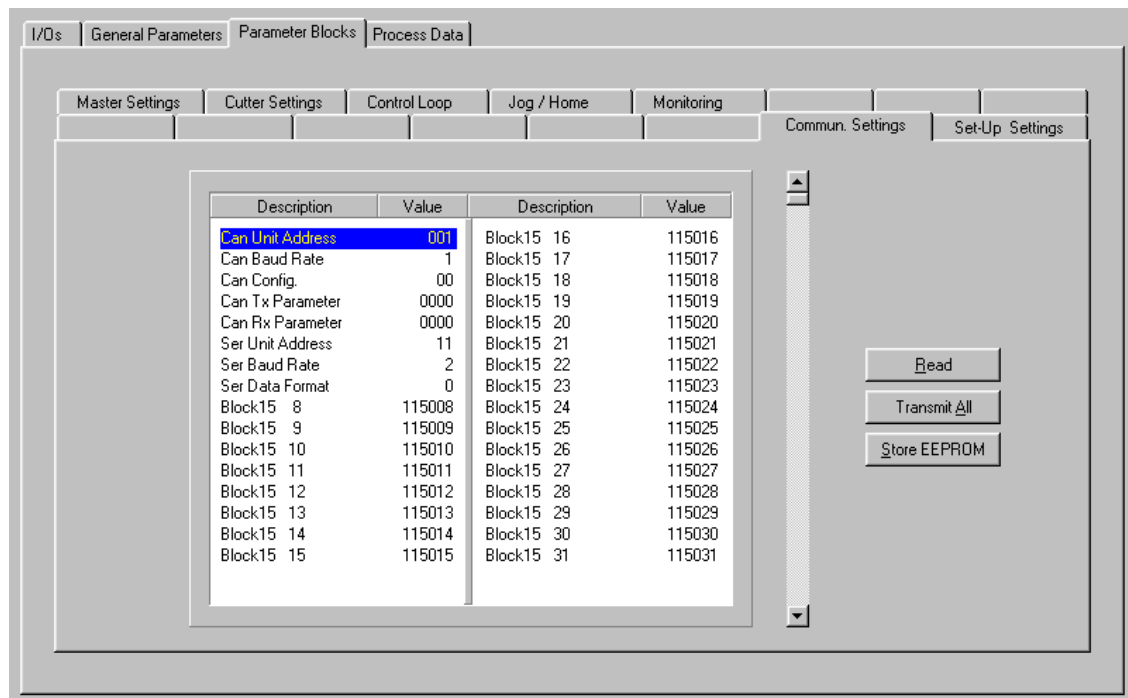 I/Os General Parameters Parameter Blocks Process Data
Master Settings Cutter Settings Control Loop Jog / Home Monitoring
Commun. Settings Set-Up Settings
Description Value Description Value
Can Unit Address 001 Block15 16 115016
Can Baud Rate 1 Block15 17 115017
Can Config. 00 Block15 18 115018
Can Tx Parameter 0000 Block15 19 115019
Can Rx Parameter 0000 Block15 20 115020
Ser Unit Address 11 Block15 21 115021
Ser Baud Rate 2 Block15 22 115022
Ser Data Format 0 Block15 23 115023
Block15 8 115008 Block15 24 115024
Block15 9 115009 Block15 25 115025
Block15 10 115010 Block15 26 115026
Block15 11 115011 Block15 27 115027
Block15 12 115012 Block15 28 115028
Block15 13 115013 Block15 29 115029
Block15 14 115014 Block15 30 115030
Block15 15 115015 Block15 31 115031
Read
Transmit All
Store EEPROM